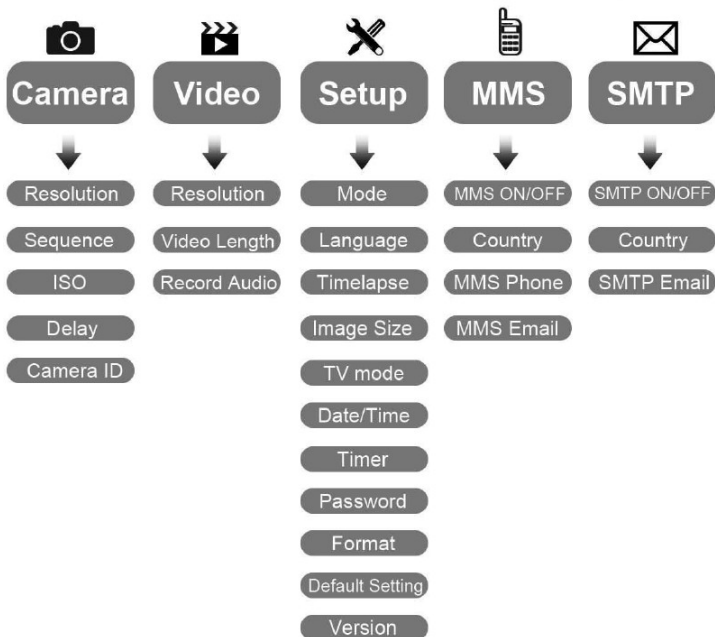 Camera
Resolution
Sequence
ISO
Delay
Camera ID
Video
Resolution
Video Length
Record Audio
Setup
Mode
Language
Timelapse
Image Size
TV mode
Date/Time
Timer
Password
Format
Default Setting
Version
MMS
MMS ON/OFF
Country
MMS Phone
MMS Email
SMTP
SMTP ON/OFF
Country
SMTP Email